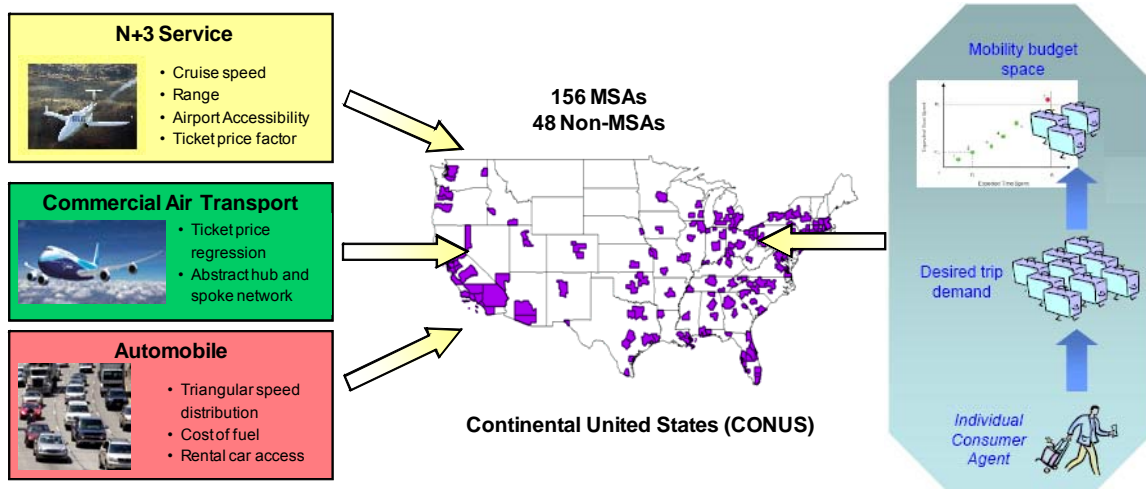 N+3 Service
• Cruise speed
• Range
• Airport Accessibility
• Ticket price factor
Commercial Air Transport
• Ticket price
regression
• Abstract hub and
spoke network
Automobile
• Triangular speed
distribution
• Cost of fuel
• Rental car access
156 MSAs
48 Non-MSAs
Continental United States (CONUS)
Mobility budget
space
Desired trip
demand
Individual
Consumer
Agent